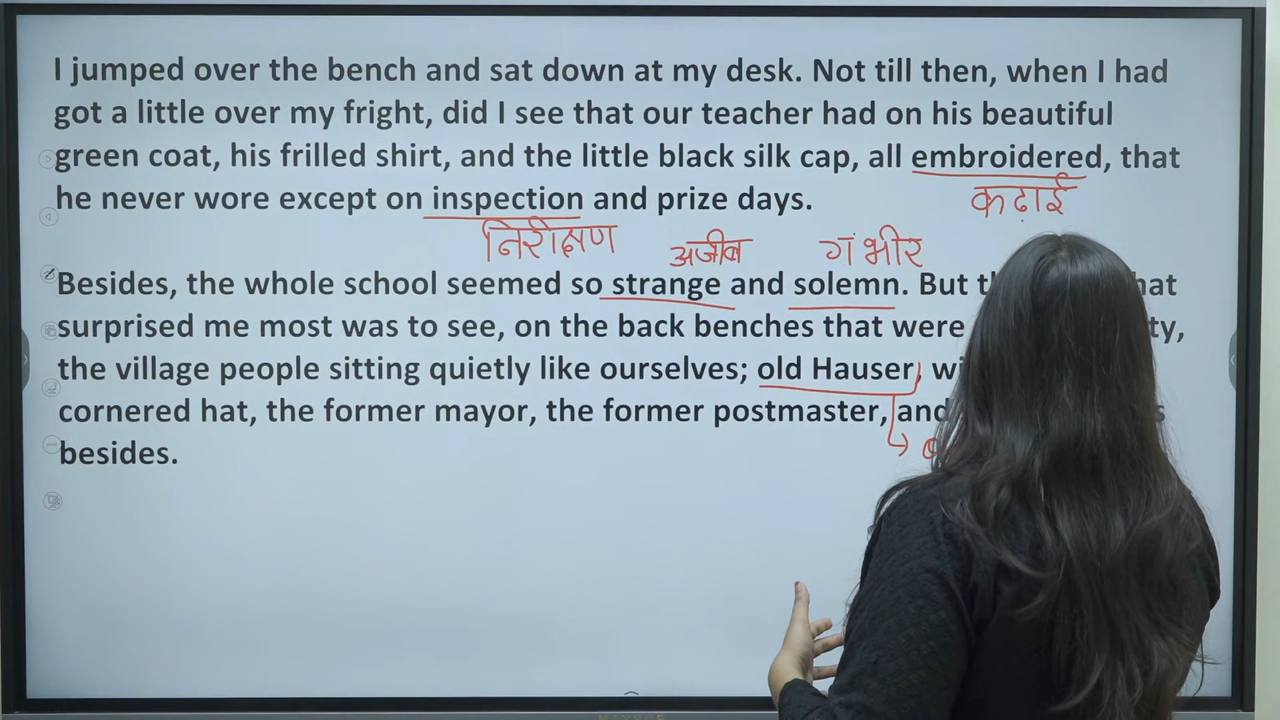 I jumped over the bench and sat down at my desk. Not till then, when I had
got a little over my fright, did I see that our teacher had on his beautiful
green coat, his frilled shirt, and the little black silk cap, all embroidered, that
he never wore except on inspection and prize days.
कढ़ाई
निरीक्षण अजीब गंभीर
Besides, the whole school seemed so strange and solemn. But
surprised me most was to see, on the back benches that were
the village people sitting quietly like ourselves; old Hauser,
cornered hat, the former mayor, the former postmaster, and
besides.